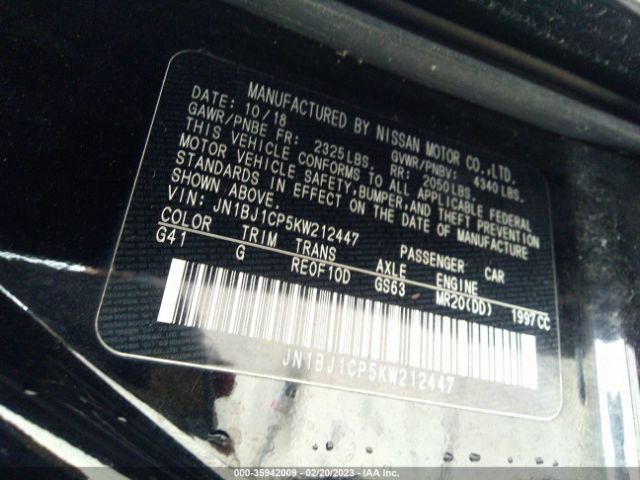 MANUFACTURED BY NISSAN MOTOR CO.,LTD.
DATE: 10/18 GVWR/PNBV: 4340 LBS.
GAWR/PNBE FR: 2325LBS. RR: 2050LBS.
THIS VEHICLE CONFORMS TO ALL APPLICABLE FEDERAL
MOTOR VEHICLE SAFETY,BUMPER,AND THEFT PREVENTION
STANDARDS IN EFFECT ON THE DATE OF MANUFACTURE
SHOWN ABOVE.
VIN: JN1BJ1CP5KW212447 PASSENGER CAR
COLOR TRIM TRANS AXLE ENGINE
G41 G RE0F10D GS63 MR20(DD) 1997CC
JN1BJ1CP5KW212447
000-35942009 - 02/20/2023 - IAA Inc.